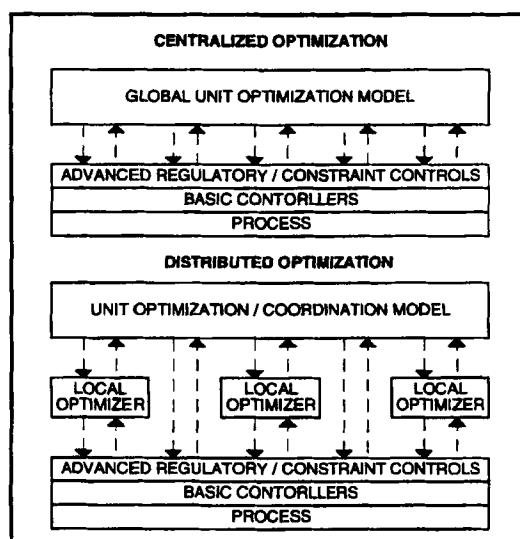 CENTRALIZED OPTIMIZATION
GLOBAL UNIT OPTIMIZATION MODEL
ADVANCED REGULATORY / CONSTRAINT CONTROLS
BASIC CONTORLLERS
PROCESS
DISTRIBUTED OPTIMIZATION
UNIT OPTIMIZATION / COORDINATION MODEL
LOCAL
OPTIMIZER
LOCAL
OPTIMIZER
LOCAL
OPTIMIZER
ADVANCED REGULATORY / CONSTRAINT CONTROLS
BASIC CONTORLLERS
PROCESS